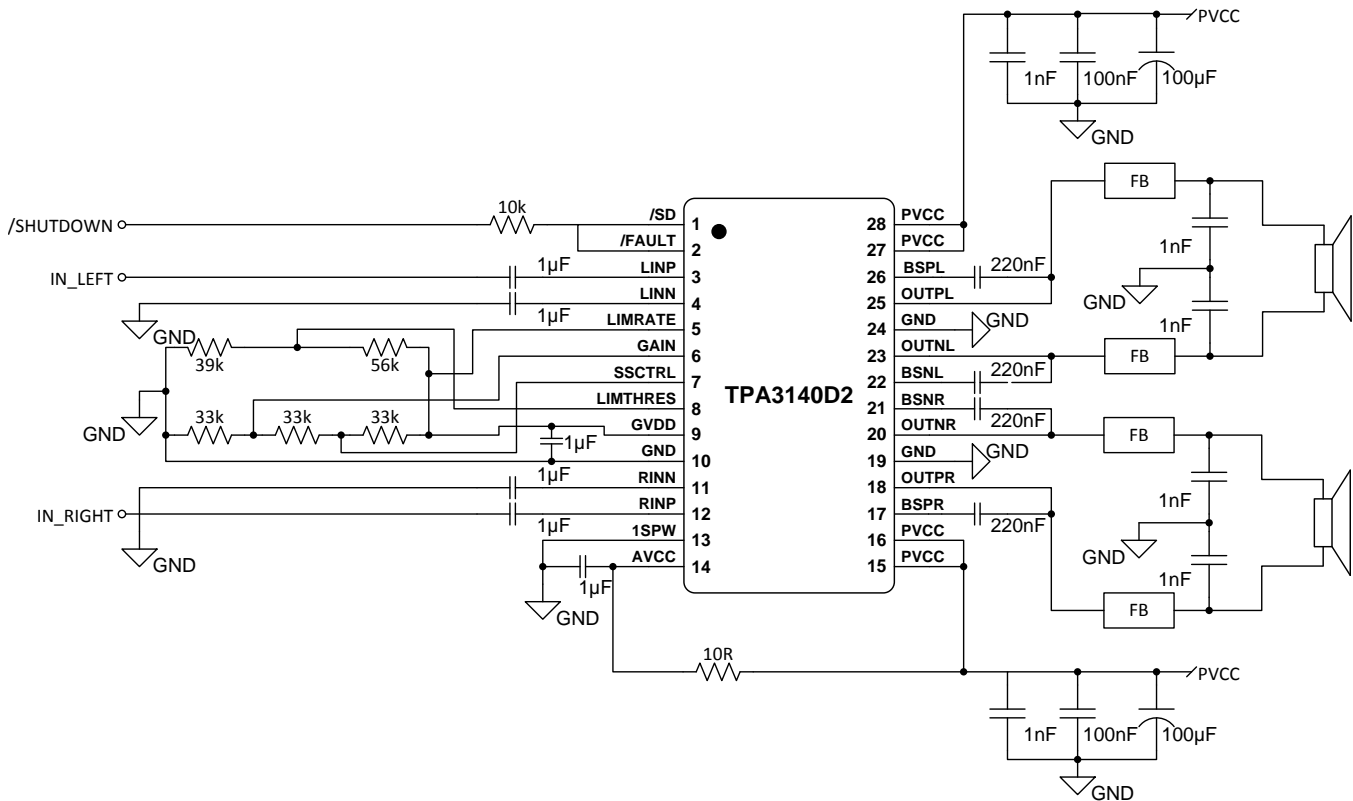 PVCC
1nF 100nF 100µF
GND
FB
10k
/SD 1 28 PVCC
/SHUTDOWN
/FAULT 2 27 PVCC
1nF
1µF LINP 3 26 BSPL 220nF
IN_LEFT
LINN 4 25 OUTPL
GND
GND 1µF LIMRATE 5 24 GND GND
1nF
39k 56k GAIN 6 23 OUTNL FB
220nF
SSCTRL 7 22 BSNL
TPA3140D2
LIMTHRES 8 21 BSNR
33k 33k 33k
220nF
GND GVDD 9 20 OUTNR FB
1µF
GND 10 19 GND GND
1µF RINN 11 18 OUTPR
1nF
IN_RIGHT RINP 12 17 BSPR
1µF 220nF
1SPW 13 16 PVCC
GND
GND AVCC 14 15 PVCC
1nF
1µF
GND FB
10R
PVCC
1nF 100nF 100µF
GND